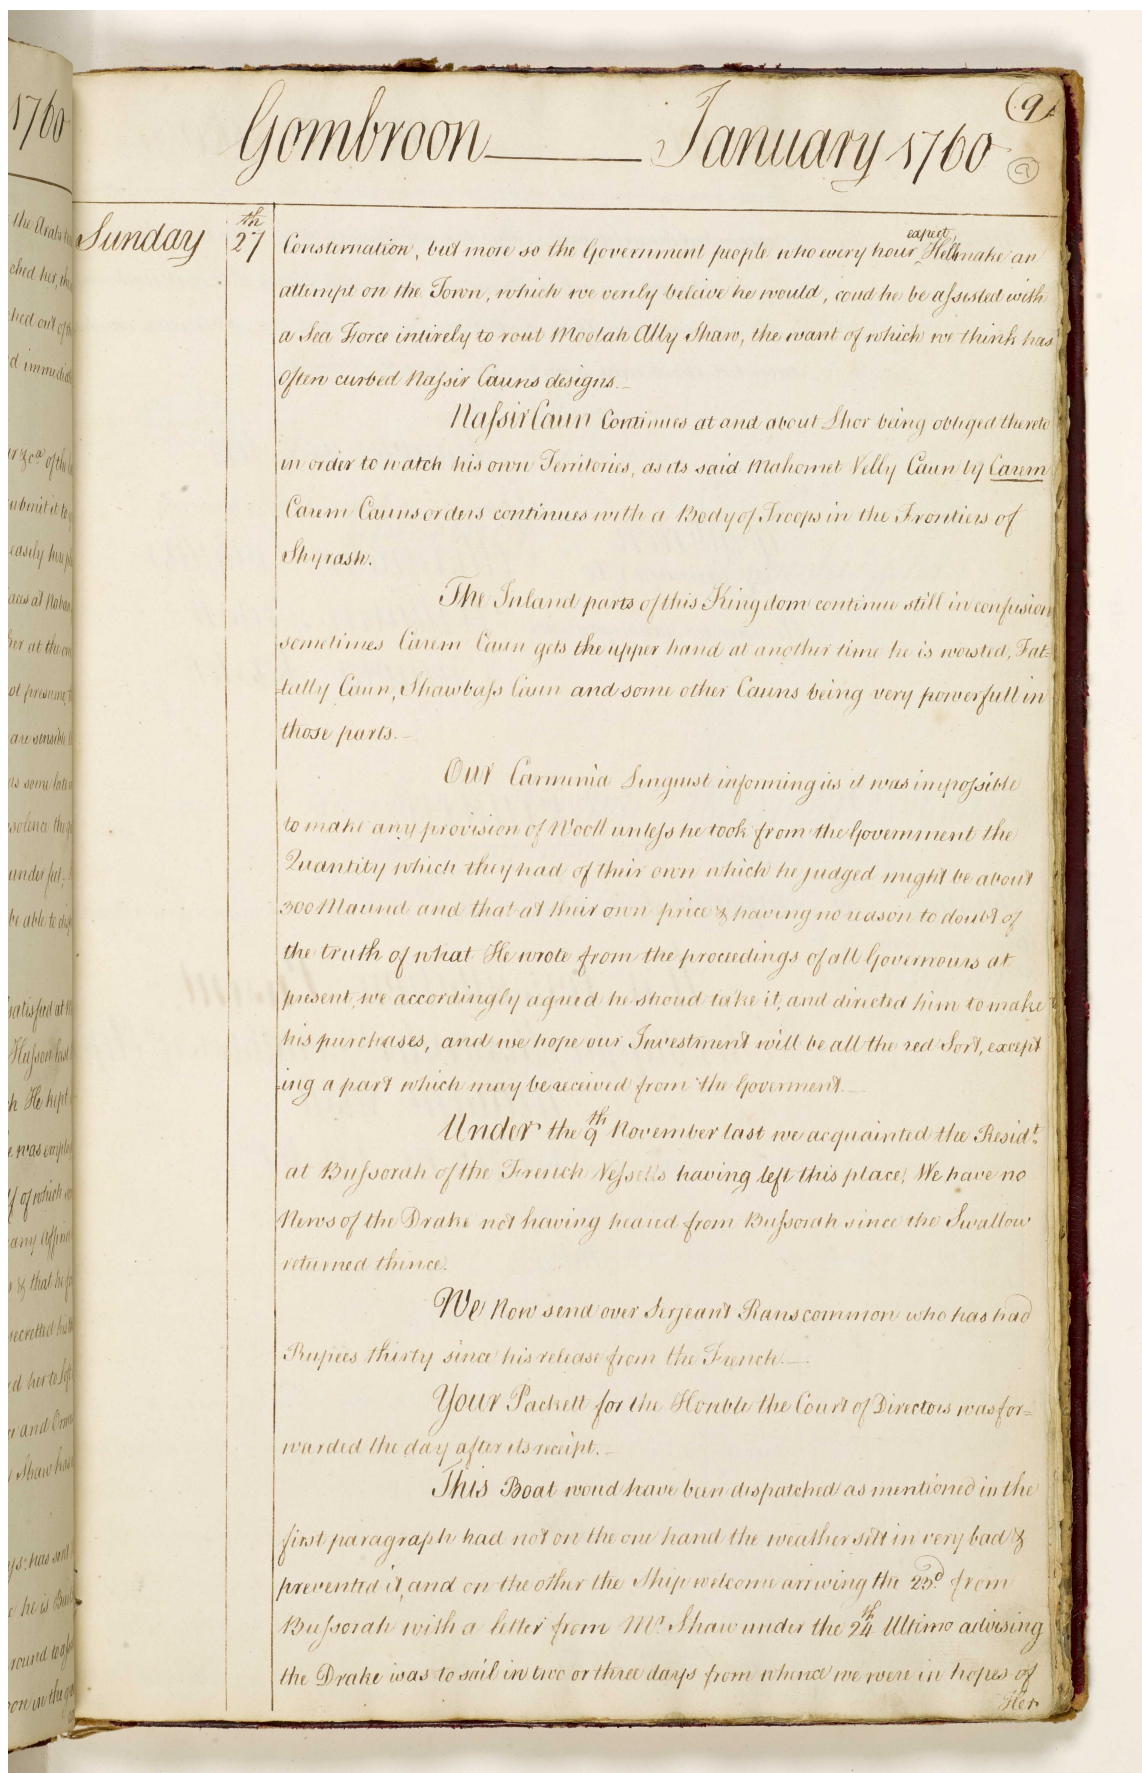 1760
(9
Gombroon — January 1760
a
Sunday 27th
Consternation, but more so the Government people who every hour expect He'll make an
attempt on the Town, which we verily beleive he would, coud he be assisted with
a Sea Force intirely to rout Moolah Ally Shaw, the want of which we think has
Often curbed Nassir Cauns designs._
Nassir Caun Continues at and about Lhor being obliged thereto
in order to watch his own Territories, as its said Mahomet Velly Caun by Carem
Carem Cauns orders continues with a Body of Troops in the Frontiers of
Shyrash.
The Inland parts of this Kingdom continue still in confusion
sometimes Carem Caun gets the upper hand at another time he is worsted, Fat=
=tally Caun, Shawbass Caun and some other Cauns being very powerfull in
those parts._
Our Carmenia Linguist informing us it was impossible
to make any provision of Wooll unless he took from the Government the
Quantity which they had of their own which he judged might be about
300 Maund and that at their own price & having no reason to doubt of
the truth of what He wrote from the proceedings of all Governours at
present, we accordingly agreed he shoud take it, and directed him to make
his purchases, and we hope our Investment will be all the red Sort, except
=ing a part which may be received from the Goverment._
Under the 9th November last we acquainted the Residt.
at Bussorah of the French Vessells having left this place, We have no
News of the Drake not having heard from Bussorah since the Swallow
returned thince.
We Now send over Serjeant Ranscommon who has had
Rupees thirty since his release from the French._
Your Packett for the Honble the Court of Directors was for=
warded the day after its receipt._
This Boat woud have been dispatched as mentioned in the
first paragraph had not on the one hand the weather sett in very bad &
prevented it, and on the other the Ship welcome arriving the 23d. from
Bussorah with a letter from Mr. Shaw under the 24th Ultimo advising
the Drake was to sail in two or three days from whence we were in hopes of
Her